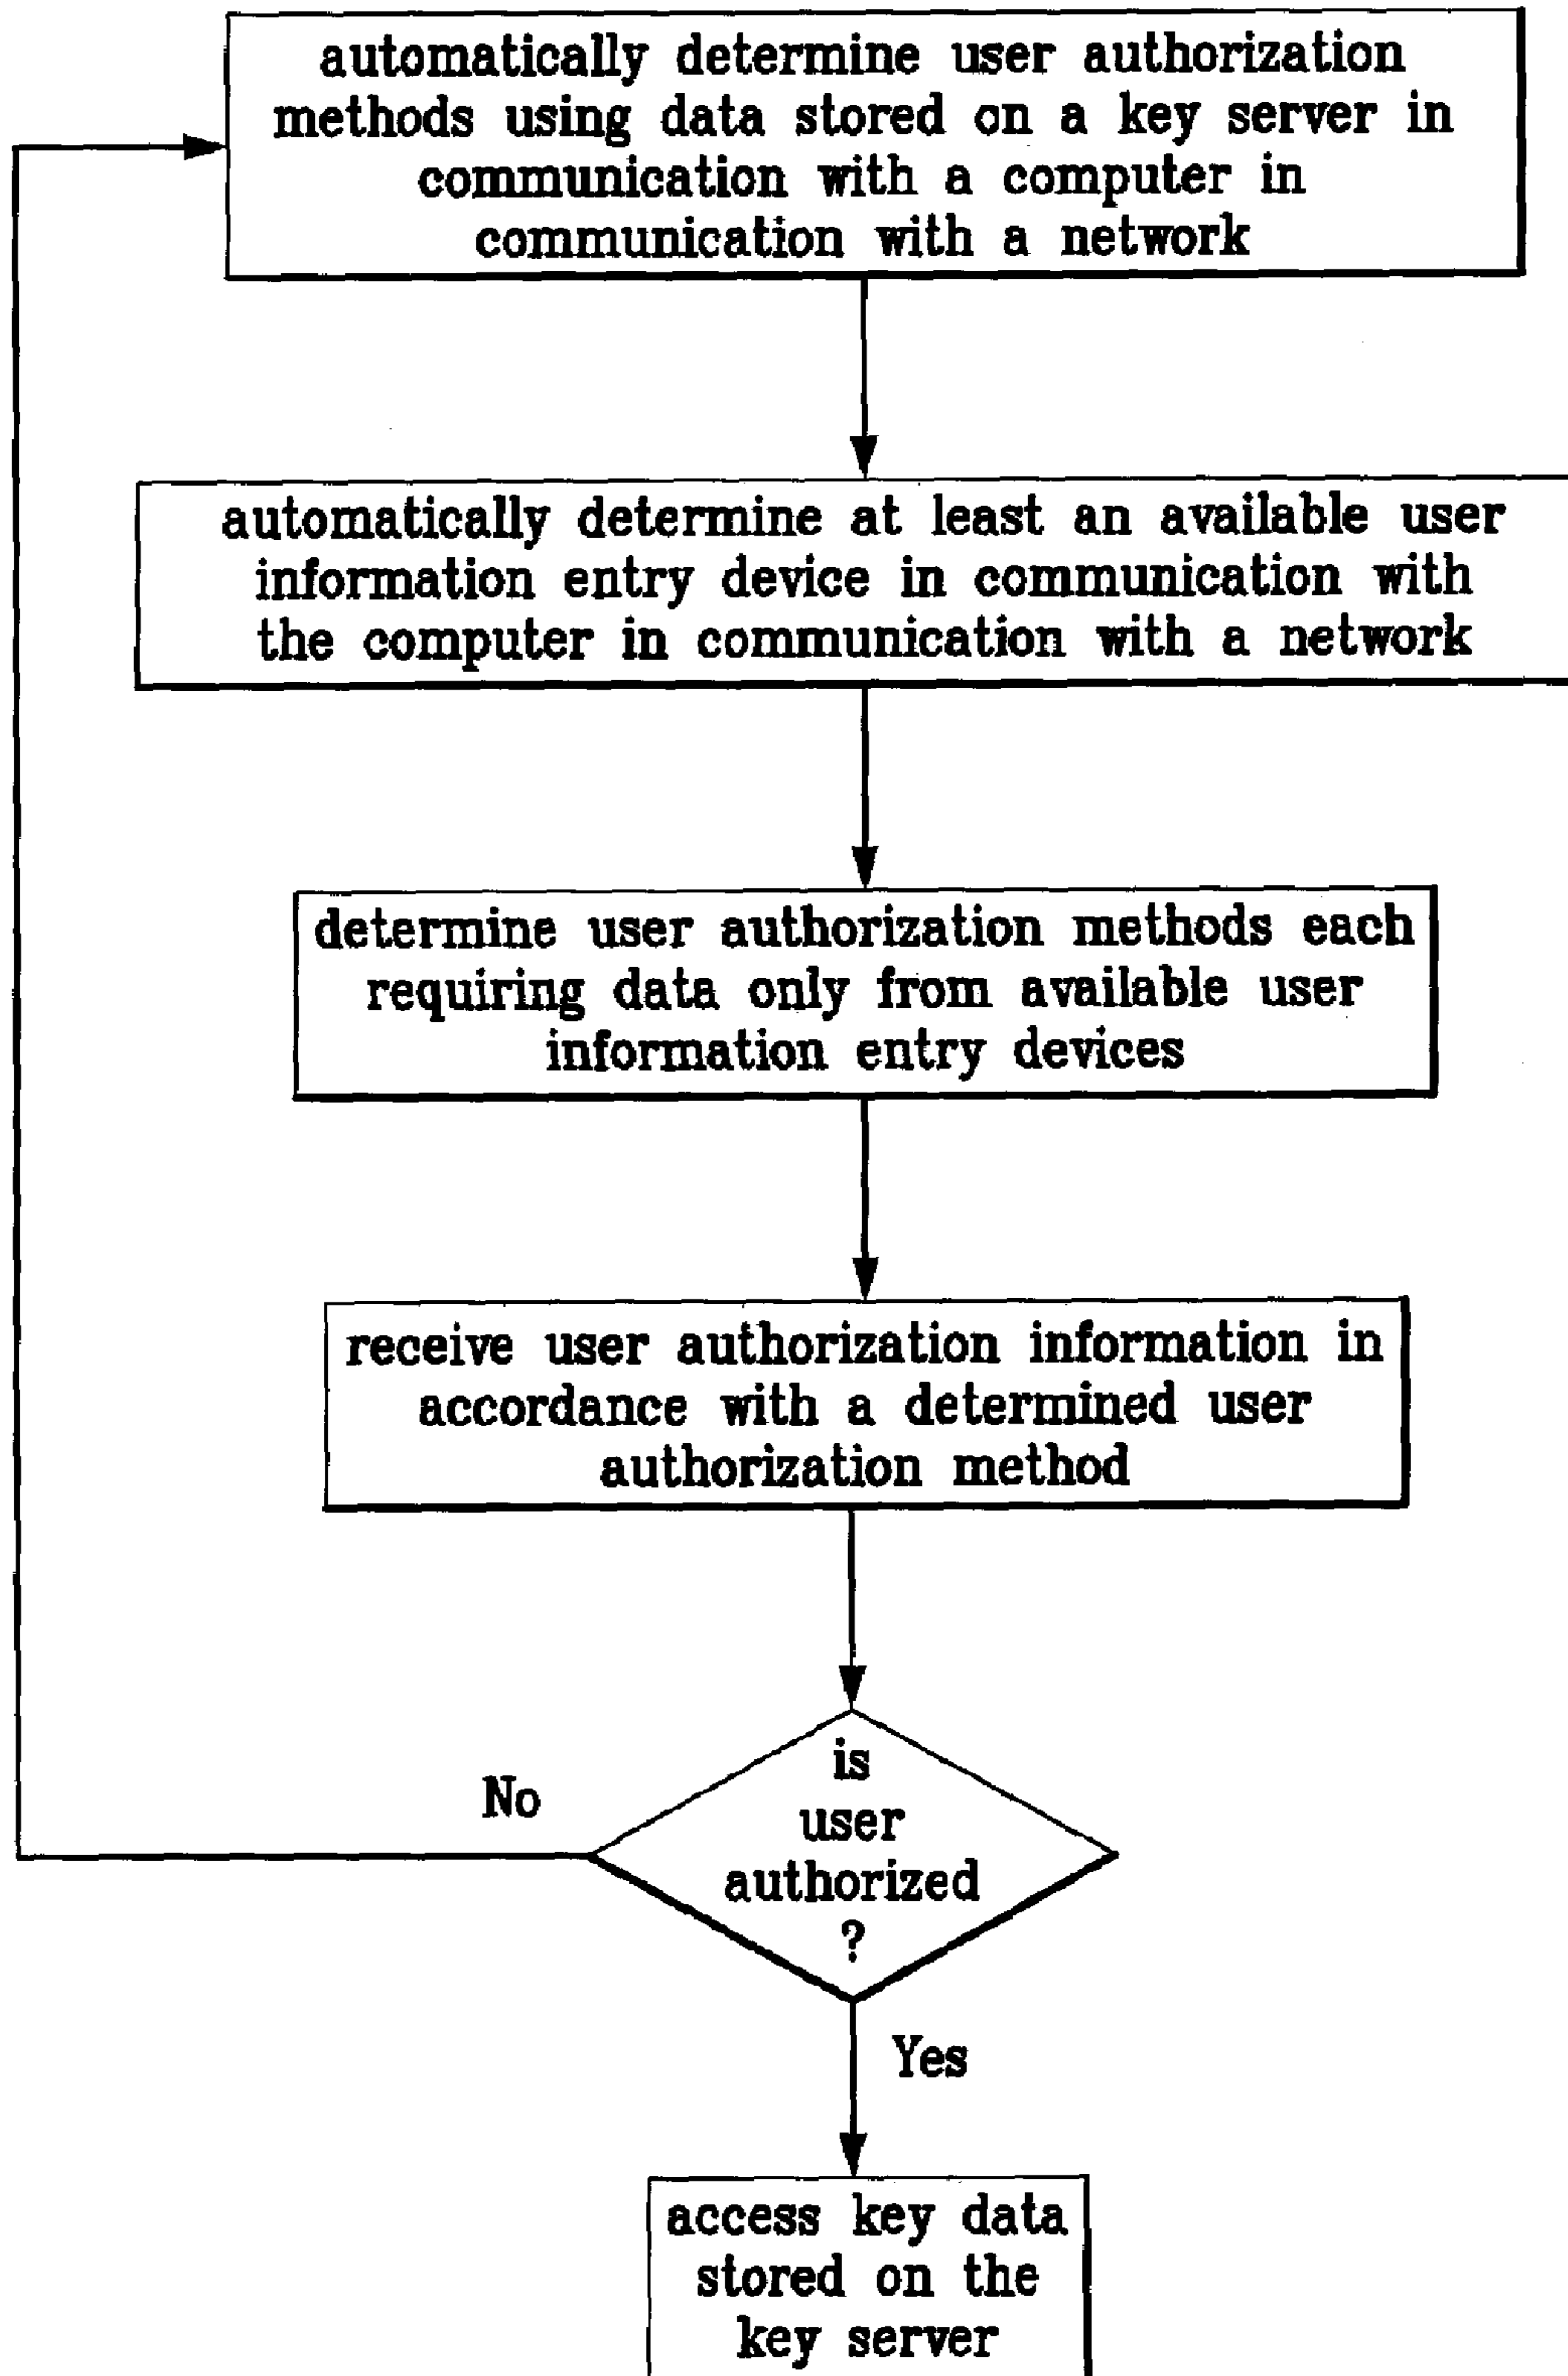 automatically determine user authorization
methods using data stored on a key server in
communication with a computer in
communication with a network
automatically determine at least an available user
information entry device in communication with
the computer in communication with a network
determine user authorization methods each
requiring data only from available user
information entry devices
receive user authorization information in
accordance with a determined user
authorization method
is
user
authorized
?
No
Yes
access key data
stored on the
key server